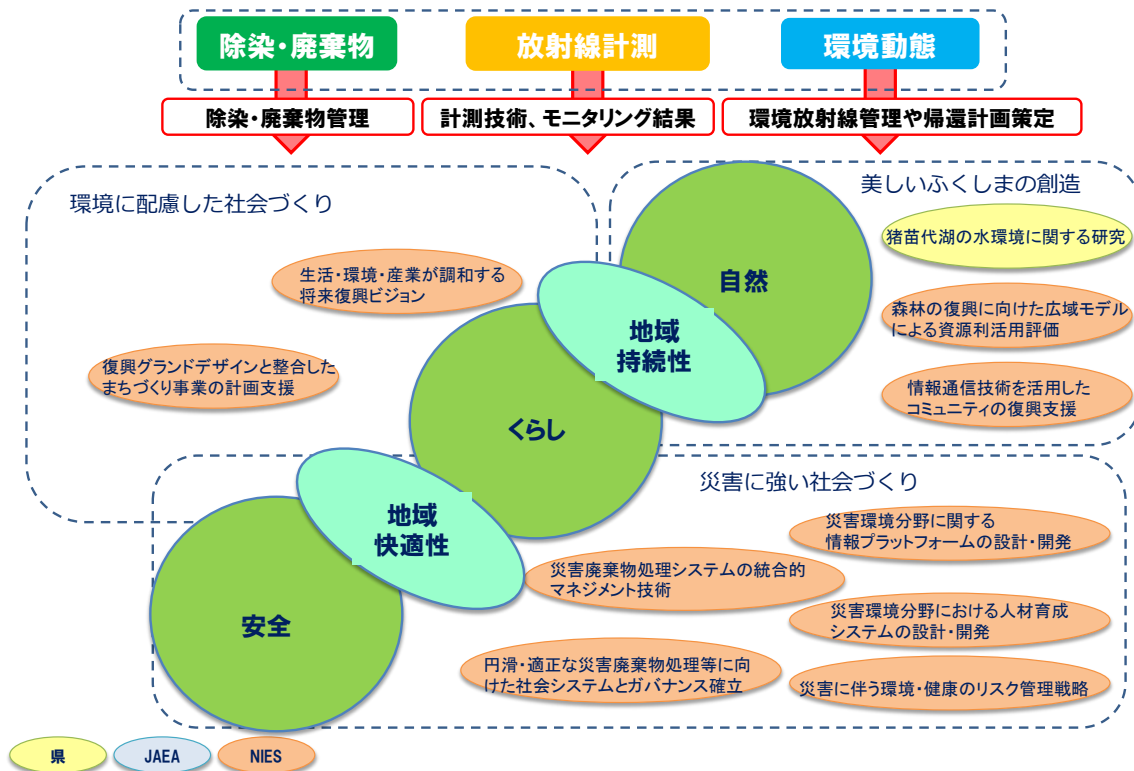 除染・廃棄物
放射線計測
環境動態
除染・廃棄物管理
計測技術、モニタリング結果
環境放射線管理や帰還計画策定
環境に配慮した社会づくり
美しいふくしまの創造
猪苗代湖の水環境に関する研究
生活・環境・産業が調和する
将来復興ビジョン
自然
森林の復興に向けた広域モデル
による資源利活用評価
地域
持続性
復興グランドデザインと整合した
まちづくり事業の計画支援
情報通信技術を活用した
コミュニティの復興支援
くらし
災害に強い社会づくり
地域
快適性
災害環境分野に関する
情報プラットフォームの設計・開発
災害廃棄物処理システムの統合的
マネジメント技術
災害環境分野における人材育成
システムの設計・開発
安全
円滑・適正な災害廃棄物処理等に向
けた社会システムとガバナンス確立
災害に伴う環境・健康のリスク管理戦略
県
JAEA
NIES